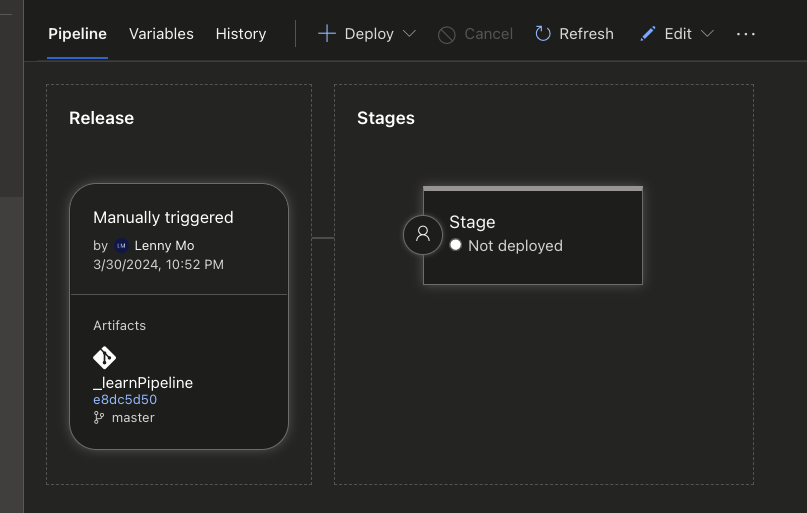 Pipeline Variables History Deploy Cancel Refresh Edit
Release
Manually triggered
by LM Lenny Mo
3/30/2024, 10:52 PM
Artifacts
_learnPipeline
e8dc5d50
master
Stages
Stage
Not deployed